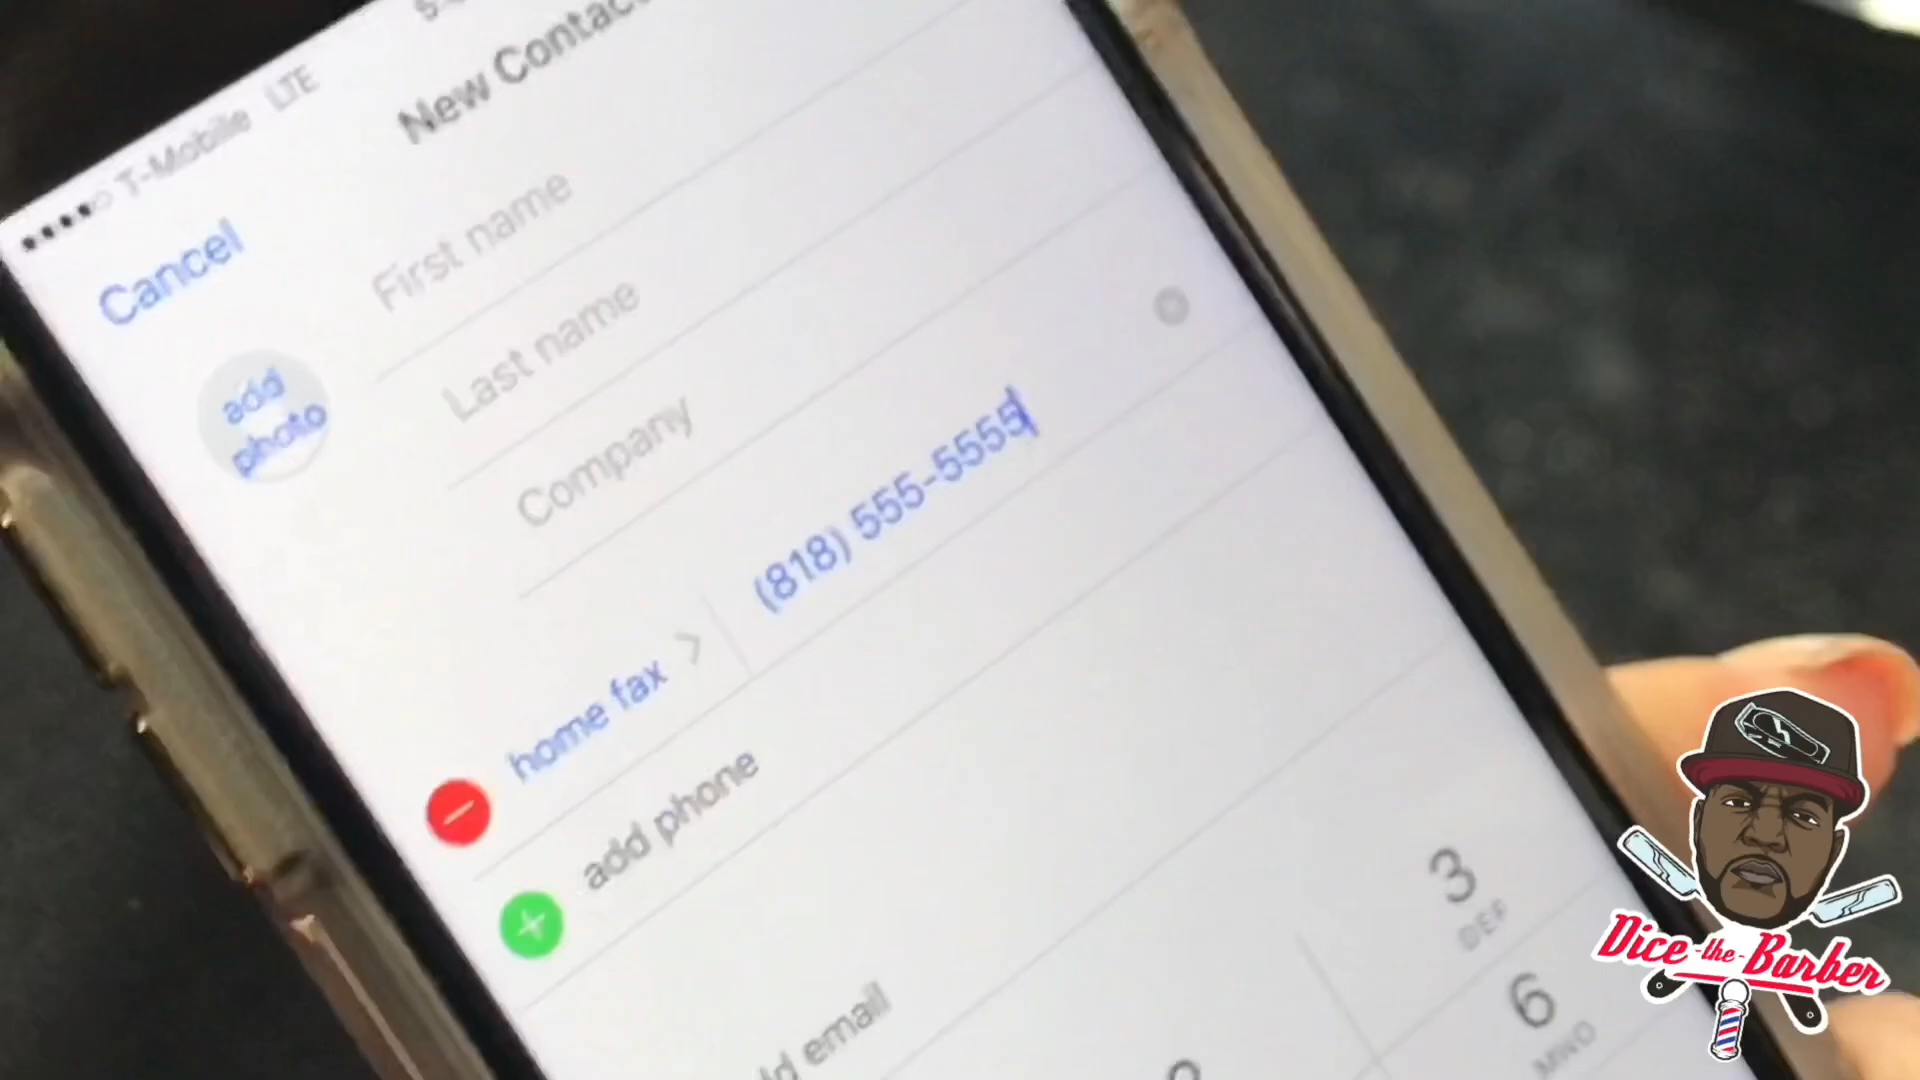 T-Mobile LTE
New Contact
Cancel
add
photo
First name
Last name
Company
home fax
(818) 555-5555
add phone
email
3
DEF
6
MNO
Dice -the- Barber